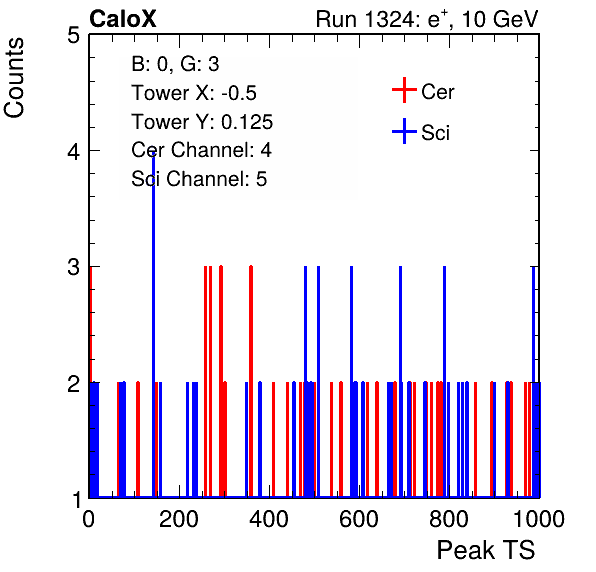 CaloX
Run 1324: e+, 10 GeV
Counts
B: 0, G: 3
Tower X: -0.5
Tower Y: 0.125
Cer Channel: 4
Sci Channel: 5
Cer
Sci
5
4
3
2
1
0 200 400 600 800 1000
Peak TS